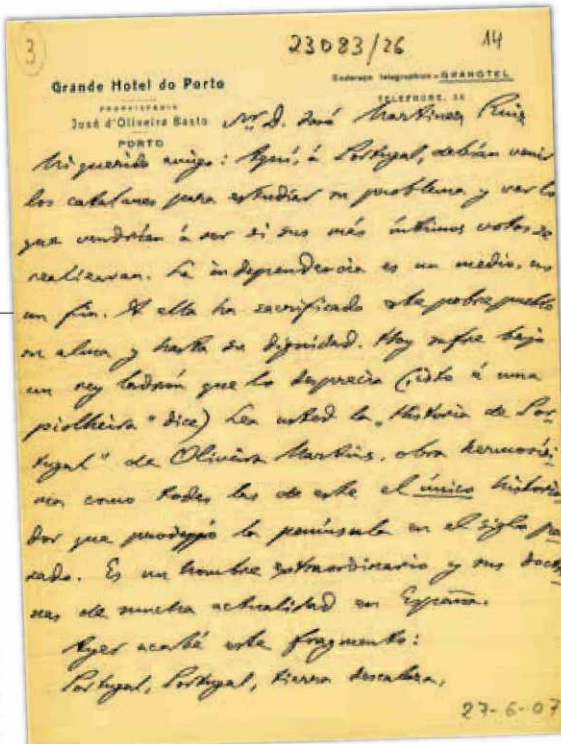 3
23083/26 14
Grande Hotel do Porto
Endereço telegraphico - GRANHOTEL
PROPRIETARIO
TELEPHONE, 56
José d'Oliveira Basto
PORTO
Sr. D. José Martínez Ruiz
Mi querido amigo: Aquí, á Portugal, debían venir
los catalanes para estudiar su problema y ver lo
que vendrían á ser si sus más íntimos votos se
realizaran. La independencia es un medio, no
un fin. A ella ha sacrificado este pobre pueblo
su alma y hasta su dignidad. Hoy sufre bajo
un rey ladrón que lo desprecia ("isto é uma
piolheira" dice) Lea usted la "Historia de Por-
tugal" de Oliveira Martins, obra hermosísi-
ma como todas las de este el único historia-
dor que produjo la península en el siglo pa-
sado. Es un hombre extraordinario y sus doctri-
nas de mucha actualidad en España.
Ayer acabé este fragmento:
Portugal, Portugal, tierra descalza,
27-6-07